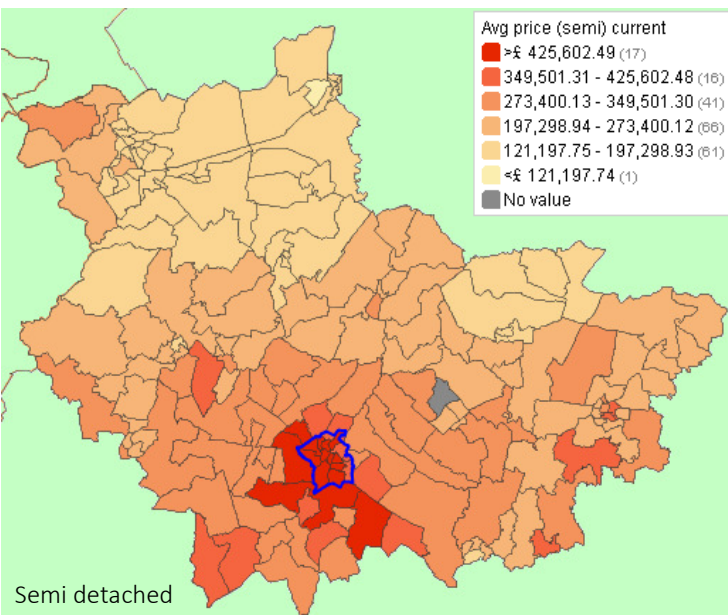 Avg price (semi) current
>£ 425,602.49 (17)
349,501.31 - 425,602.48 (16)
273,400.13 - 349,501.30 (41)
197,298.94 - 273,400.12 (66)
121,197.75 - 197,298.93 (61)
<£ 121,197.74 (1)
No value
Semi detached